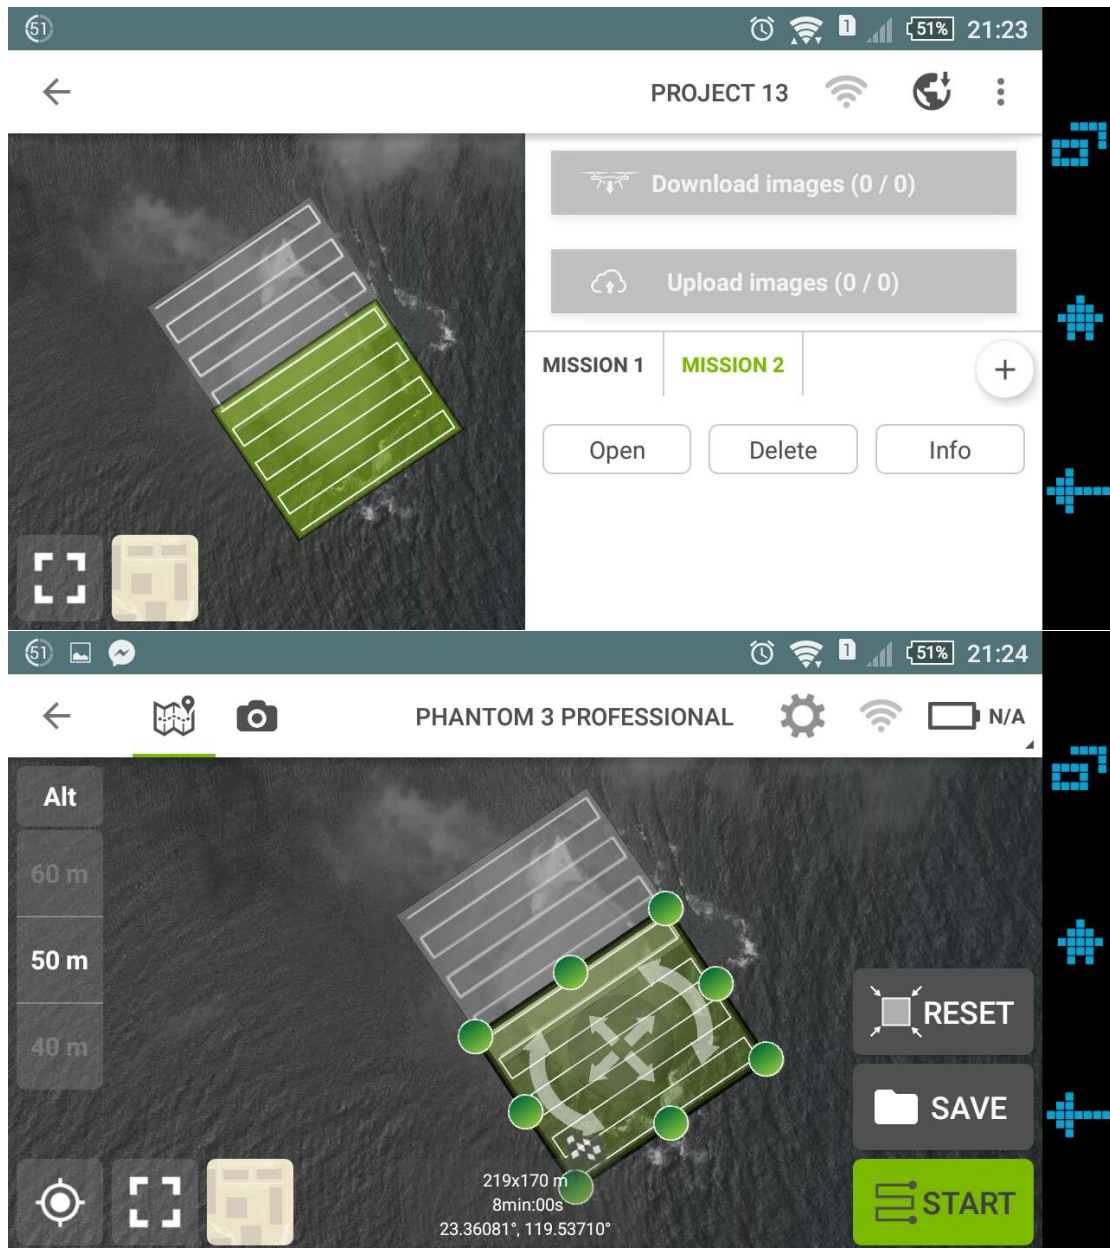 51
1
51%
21:23
PROJECT 13
Download images (0 / 0)
Upload images (0 / 0)
MISSION 1
MISSION 2
+
Open
Delete
Info
51
1
51%
21:24
PHANTOM 3 PROFESSIONAL
N/A
Alt
60 m
50 m
40 m
RESET
SAVE
START
219x170 m
8min:00s
23.36081°, 119.53710°